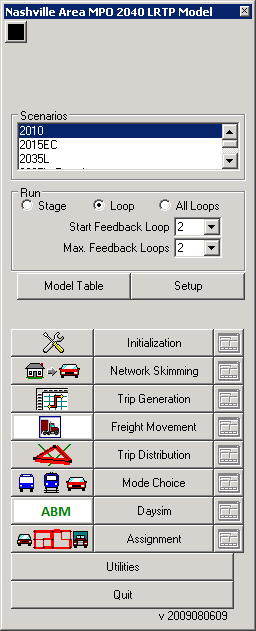 Nashville Area MPO 2040 LRTP Model
Scenarios
2010
2015EC
2035L
Run
Stage Loop All Loops
Start Feedback Loop 2
Max. Feedback Loops 2
Model Table Setup
Initialization
Network Skimming
Trip Generation
Freight Movement
Trip Distribution
Mode Choice
ABM Daysim
Assignment
Utilities
Quit
v 2009080609